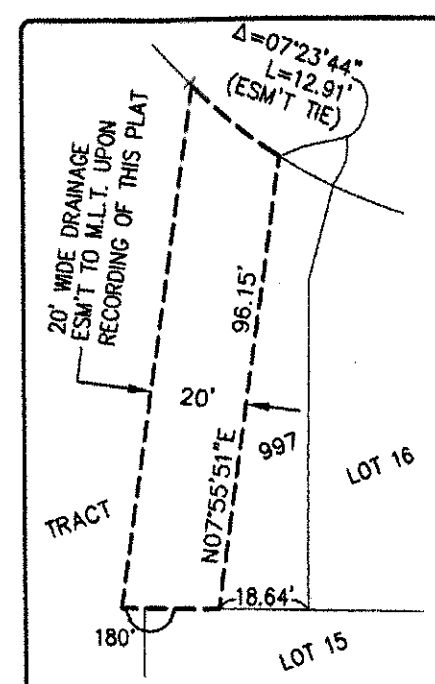 Δ=07°23'44"
L=12.91'
(ESM'T TIE)
20' WIDE DRAINAGE
ESM'T TO M.L.T. UPON
RECORDING OF THIS PLAT
96.15'
20'
997
N07°55'51"E
LOT 16
TRACT
18.64'
180'
LOT 15